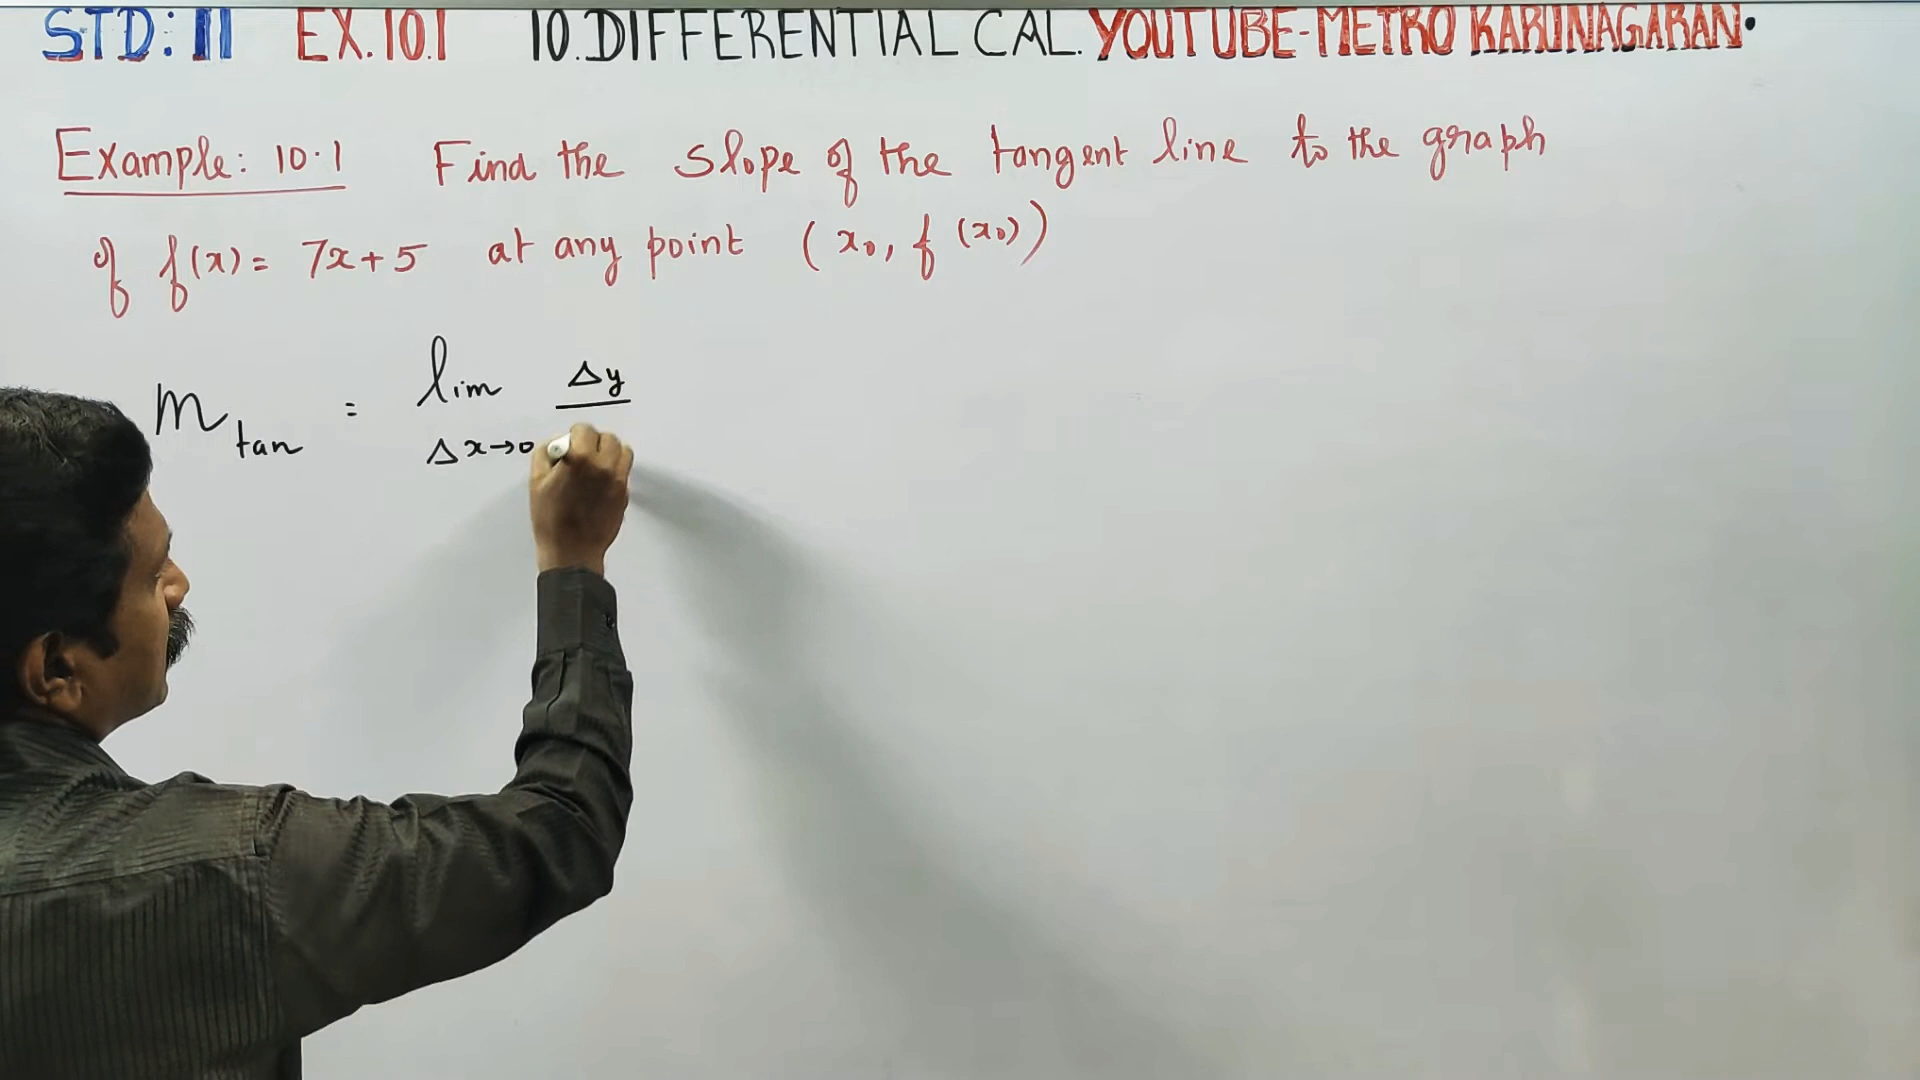 STD: 11 EX.10.1 10.DIFFERENTIAL CAL. YOUTUBE-METRO KARUNAGARAN.
Example: 10.1 Find the slope of the tangent line to the graph
of f(x) = 7x + 5 at any point (x₀, f(x₀))
m tan = lim Δy
Δx→0